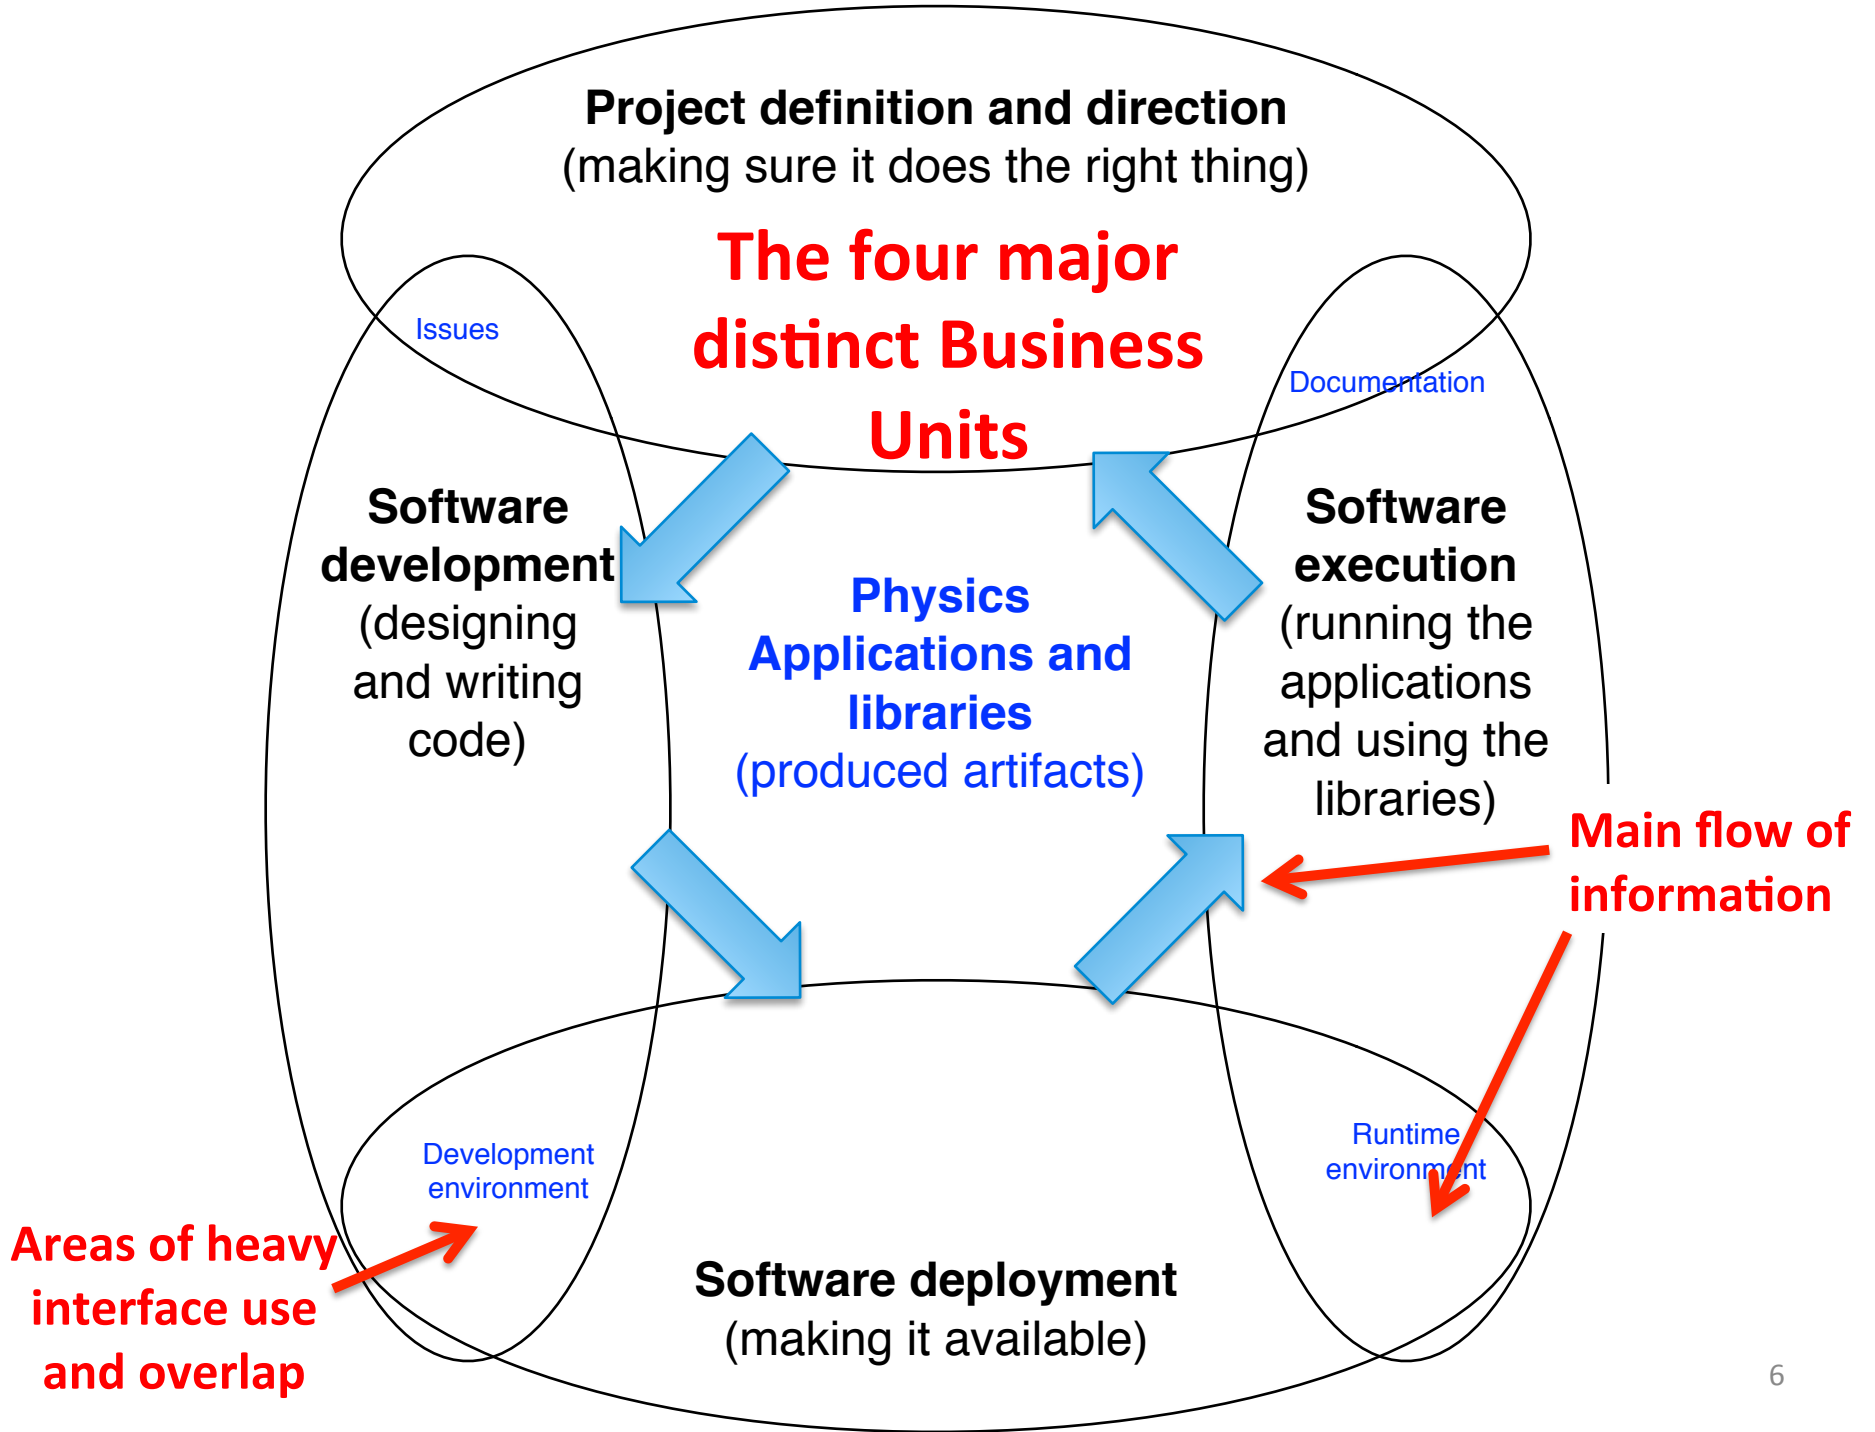 Project definition and direction
(making sure it does the right thing)
The four major
distinct Business
Units
Issues
Documentation
Software
development
(designing
and writing
code)
Physics
Applications and
libraries
(produced artifacts)
Software
execution
(running the
applications
and using the
libraries)
Main flow of
information
Development
environment
Runtime
environment
Areas of heavy
interface use
and overlap
Software deployment
(making it available)
6